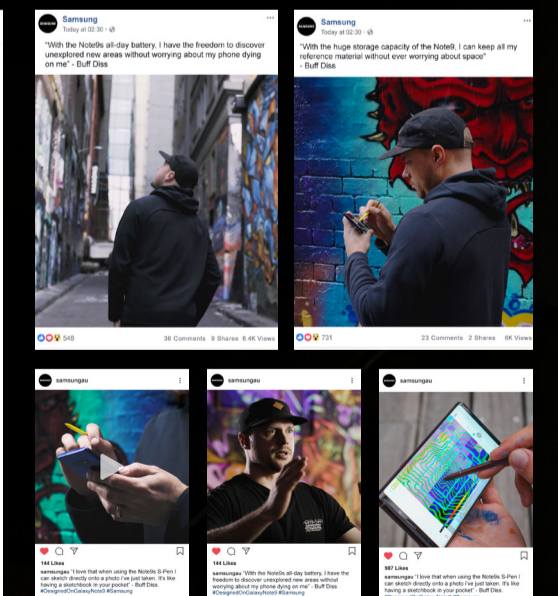 Samsung
Today at 02:30
"With the Note9s all-day battery, I have the freedom to discover
unexplored new areas without worrying about my phone dying
on me" - Buff Diss
548
38 Comments 9 Shares 6.4K Views
Samsung
Today at 02:30
"With the huge storage capacity of the Note9, I can keep all my
reference material without ever worrying about space"
- Buff Diss
731
23 Comments 2 Shares 6K Views
samsungau
144 Likes
samsungau "I love that when using the Note9s S-Pen I
can sketch directly onto a photo i've just taken. It's like
having a sketchbook in your pocket" - Buff Diss.
#DesignedOnGalaxyNote9 #Samsung
samsungau
144 Likes
samsungau "With the Note9s all-day battery, I have the
freedom to discover unexplored new areas without
worrying about my phone dying on me" - Buff Diss
#DesignedOnGalaxyNote9 #Samsung
samsungau
987 Likes
samsungau "I love that when using the Note9s S-Pen I
can sketch directly onto a photo i've just taken. It's like
having a sketchbook in your pocket" - Buff Diss.